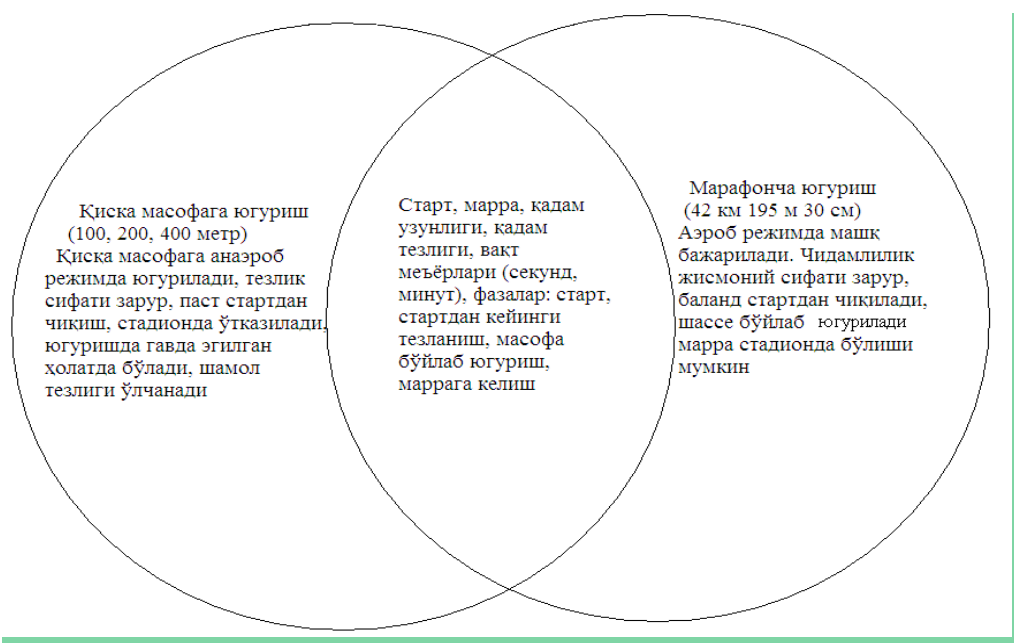 Қиска масофага югуриш
(100, 200, 400 метр)
Қиска масофага анаэроб
режимда югурилади, тезлик
сифати зарур, паст стартдан
чиқиш, стадионда ўтказилади,
югуришда гавда эгилган
ҳолатда бўлади, шамол
тезлиги ўлчанади
Старт, марра, қадам
узунлиги, қадам
тезлиги, вақт
меъёрлари (секунд,
минут), фазалар: старт,
стартдан кейинги
тезланиш, масофа
бўйлаб югуриш,
маррага келиш
Марафонча югуриш
(42 км 195 м 30 см)
Аэроб режимда машқ
бажарилади. Чидамлилик
жисмоний сифати зарур,
баланд стартдан чиқилади,
шассе бўйлаб югурилади
марра стадионда бўлиши
мумкин